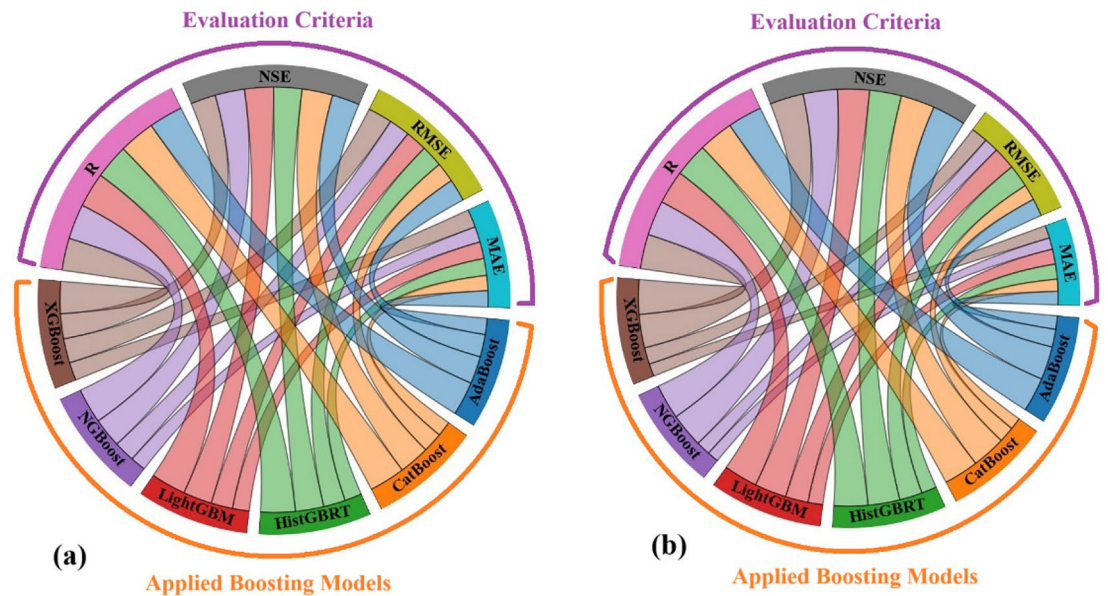 Evaluation Criteria
NSE
R
RMSE
MAE
XGBoost
AdaBoost
NGBoost
CatBoost
LightGBM
HistGBRT
(a)
Applied Boosting Models
Evaluation Criteria
NSE
R
RMSE
MAE
XGBoost
AdaBoost
NGBoost
CatBoost
LightGBM
HistGBRT
(b)
Applied Boosting Models